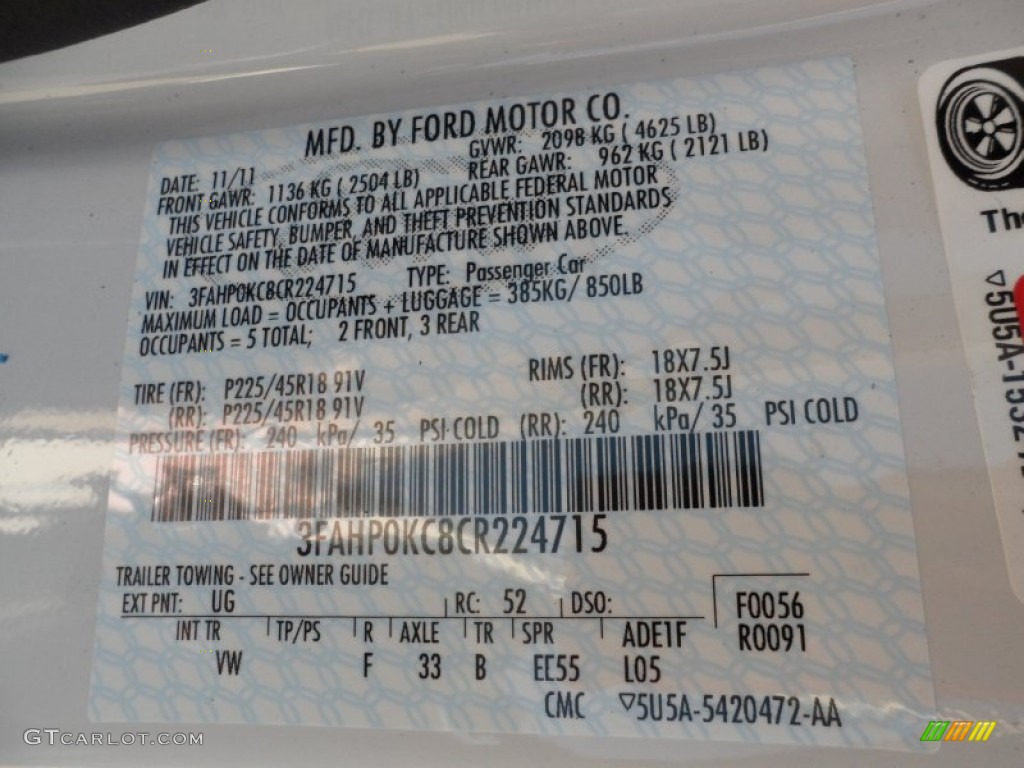 MFD. BY FORD MOTOR CO.
DATE: 11/11 GVWR: 2098 KG ( 4625 LB)
FRONT GAWR: 1136 KG ( 2504 LB) REAR GAWR: 962 KG ( 2121 LB)
THIS VEHICLE CONFORMS TO ALL APPLICABLE FEDERAL MOTOR
VEHICLE SAFETY, BUMPER, AND THEFT PREVENTION STANDARDS
IN EFFECT ON THE DATE OF MANUFACTURE SHOWN ABOVE.
VIN: 3FAHP0KC8CR224715 TYPE: Passenger Car
MAXIMUM LOAD = OCCUPANTS + LUGGAGE = 385KG/ 850LB
OCCUPANTS = 5 TOTAL; 2 FRONT, 3 REAR
TIRE (FR): P225/45R18 91V RIMS (FR): 18X7.5J
(RR): P225/45R18 91V (RR): 18X7.5J
PRESSURE (FR): 240 kPa/ 35 PSI COLD (RR): 240 kPa/ 35 PSI COLD
3FAHP0KC8CR224715
TRAILER TOWING - SEE OWNER GUIDE
EXT PNT: UG RC: 52 DSO: F0056
INT TR TP/PS R AXLE TR SPR ADE1F R0091
VW F 33 B EE55 L05
CMC 5U5A-5420472-AA
GTCARLOT.COM